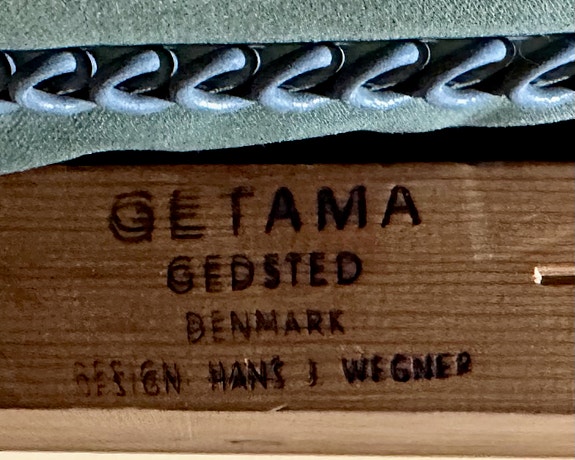 GETAMA
GEDSTED
DENMARK
DESIGN HANS J WEGNER